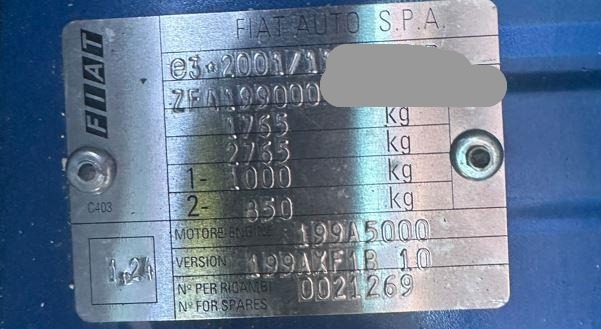 FIAT
FIAT AUTO S.P.A.
e3*2001/1
ZFA199000
1765 kg
2765 kg
1- 1000 kg
2- 850 kg
C403
MOTORE-ENGINE 199A5000
VERSION 199AXF1B 10
1.24
N° PER RICAMBI 0021269
N° FOR SPARES